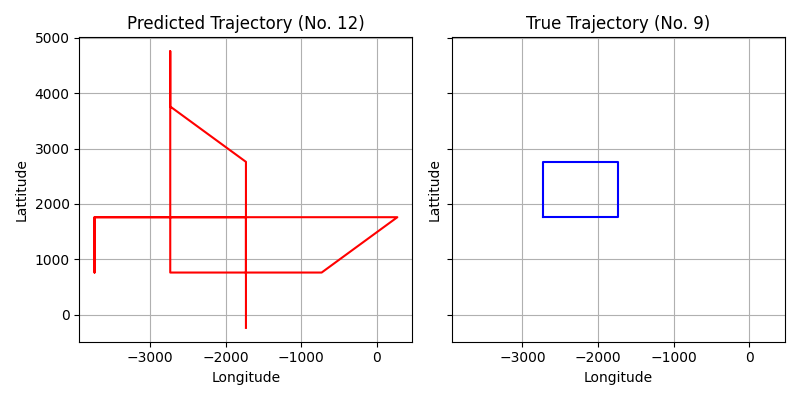 Predicted Trajectory (No. 12)
True Trajectory (No. 9)
5000
4000
3000
2000
1000
0
Lattitude
Lattitude
−3000
−2000
−1000
0
−3000
−2000
−1000
0
Longitude
Longitude